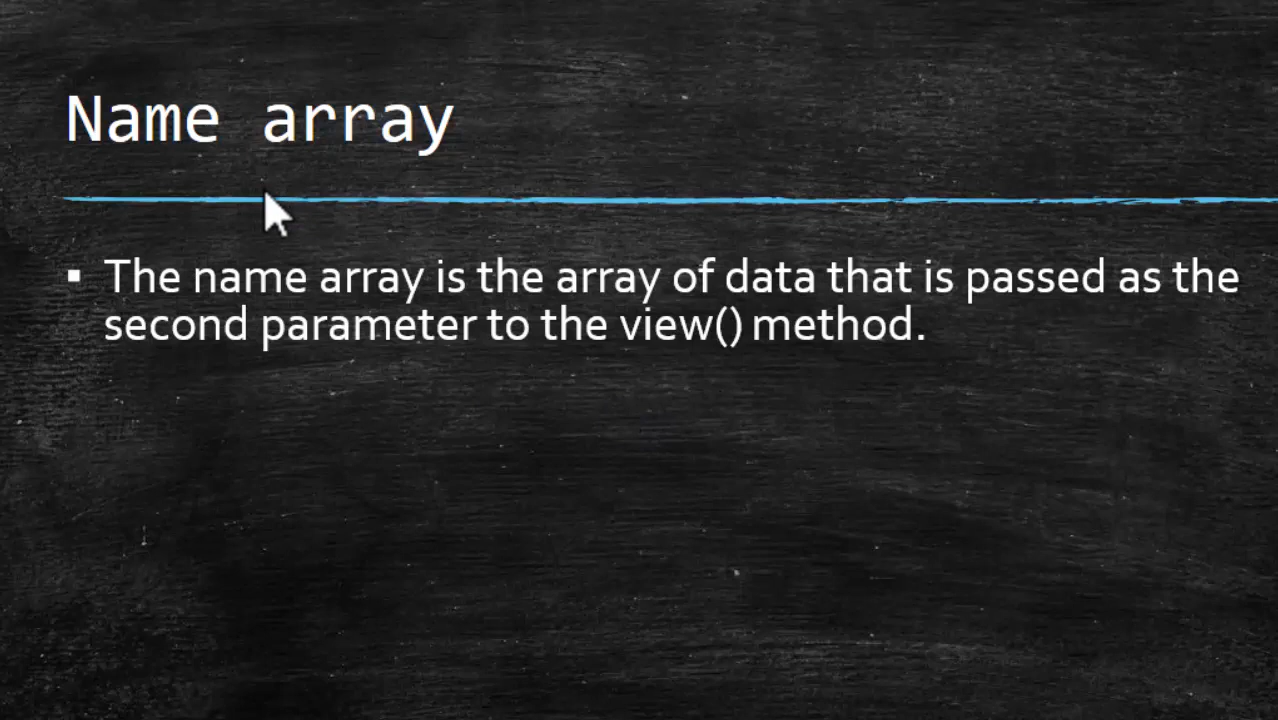 Name array
▪ The name array is the array of data that is passed as the
second parameter to the view() method.